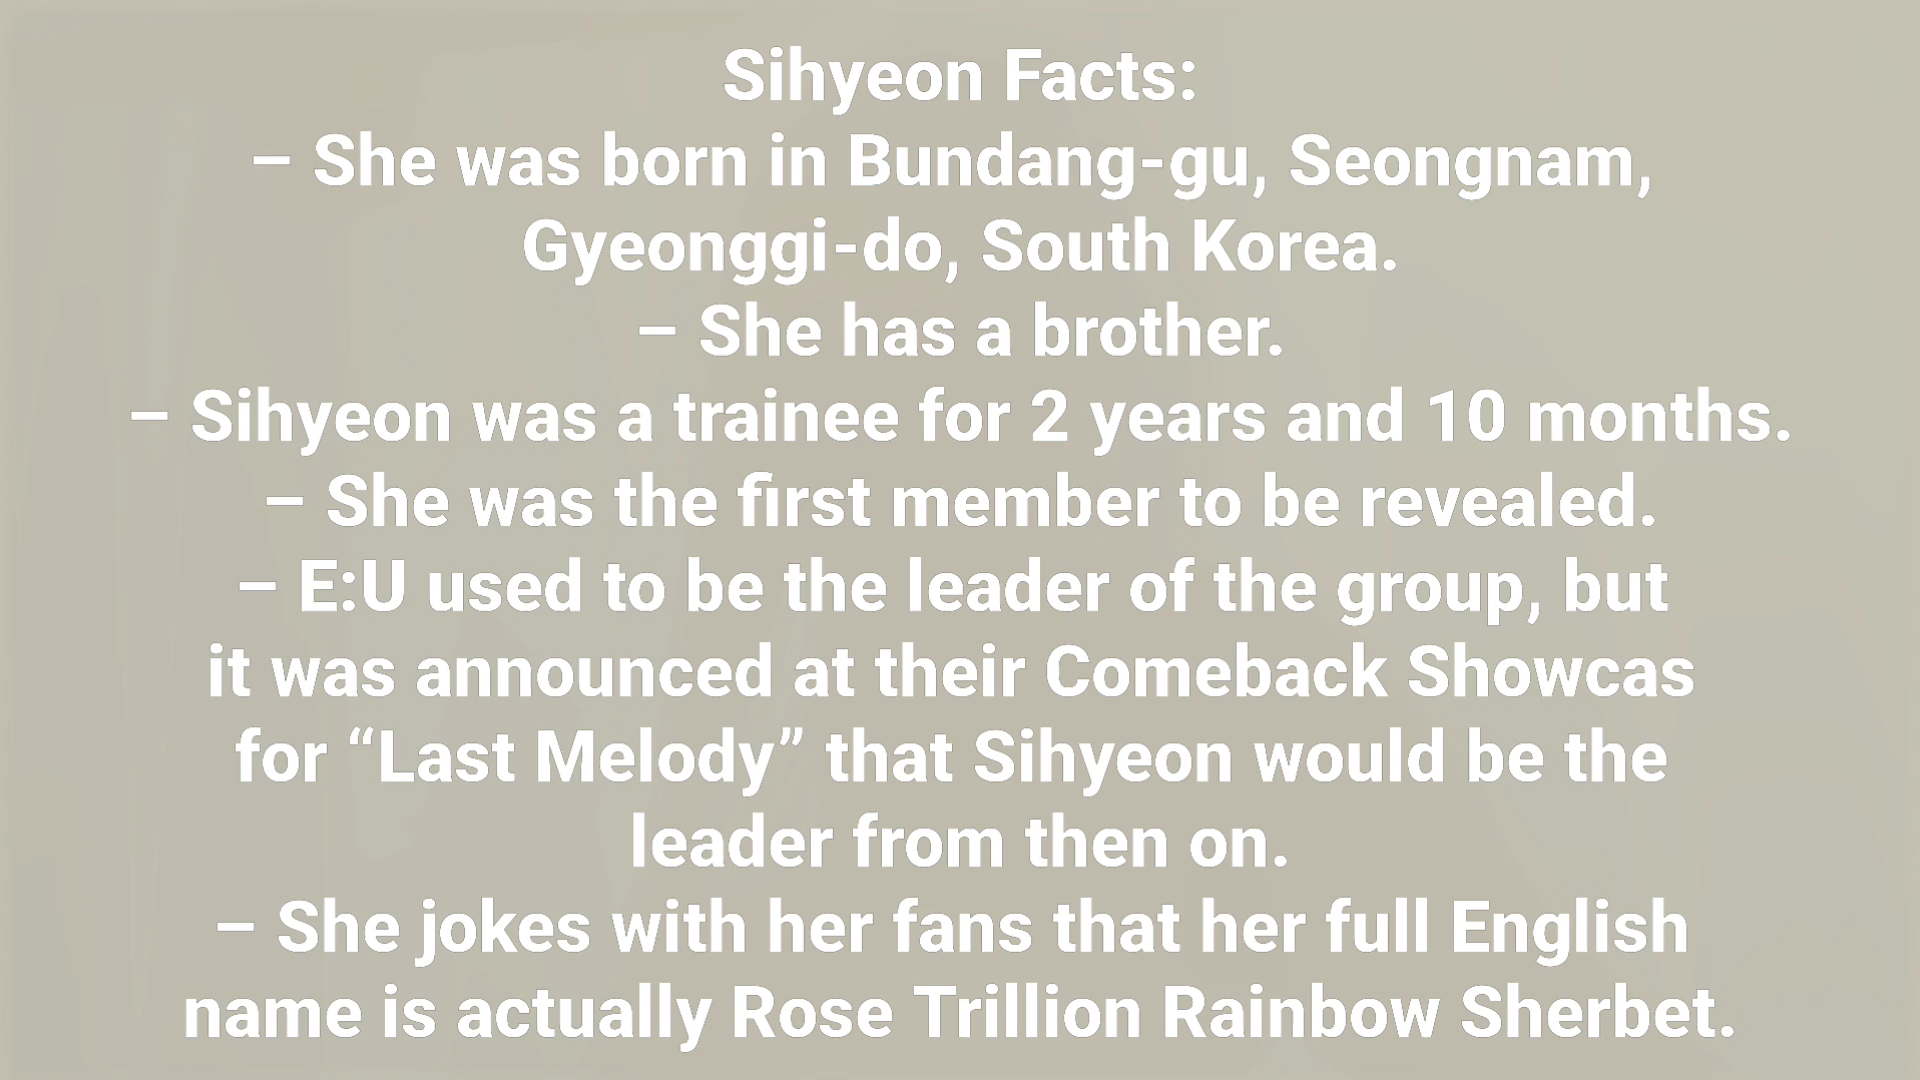 Sihyeon Facts:
– She was born in Bundang-gu, Seongnam,
Gyeonggi-do, South Korea.
– She has a brother.
– Sihyeon was a trainee for 2 years and 10 months.
– She was the first member to be revealed.
– E:U used to be the leader of the group, but
it was announced at their Comeback Showcas
for “Last Melody” that Sihyeon would be the
leader from then on.
– She jokes with her fans that her full English
name is actually Rose Trillion Rainbow Sherbet.